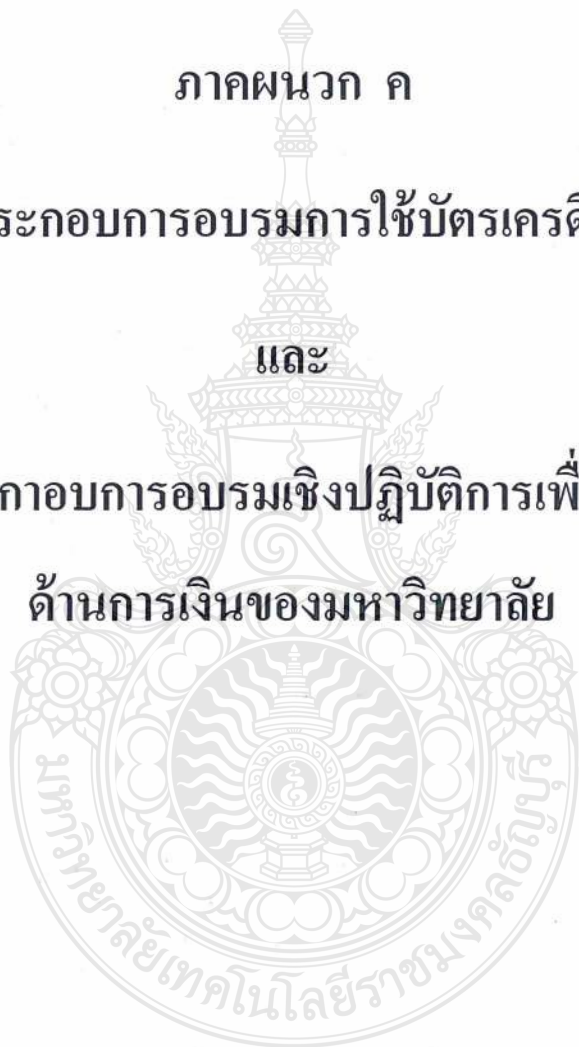 ภาคผนวก ค
ระกอบการอบรมการใช้บัตรเครดิ
และ
กาอบการอบรมเชิงปฏิบัติการเพื่
ด้านการเงินของมหาวิทยาลัย
มหาวิทยาลัยเทคโนโลยีราชมงคลธัญบุรี